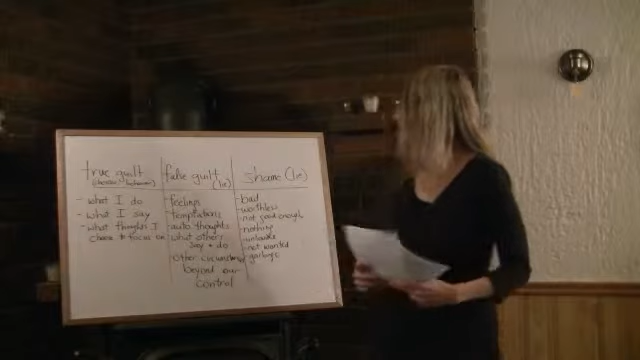 true guilt
false guilt (lie)
shame (lie)
- what I do
- what I say
- what thoughts I
choose to focus on
- feelings
- temptations
- auto thoughts
- what others
say + do
other circumstances
beyond our
control
- bad
- worthless
- not good enough
- nothing
- unlovable
- not wanted
- garbage